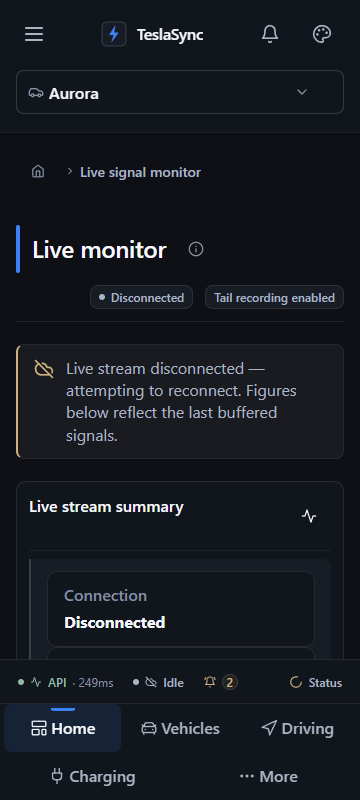 TeslaSync
Aurora
Live signal monitor
Live monitor
Disconnected
Tail recording enabled
Live stream disconnected —
attempting to reconnect. Figures
below reflect the last buffered
signals.
Live stream summary
Connection
Disconnected
API · 249ms
Idle
2
Status
Home
Vehicles
Driving
Charging
More